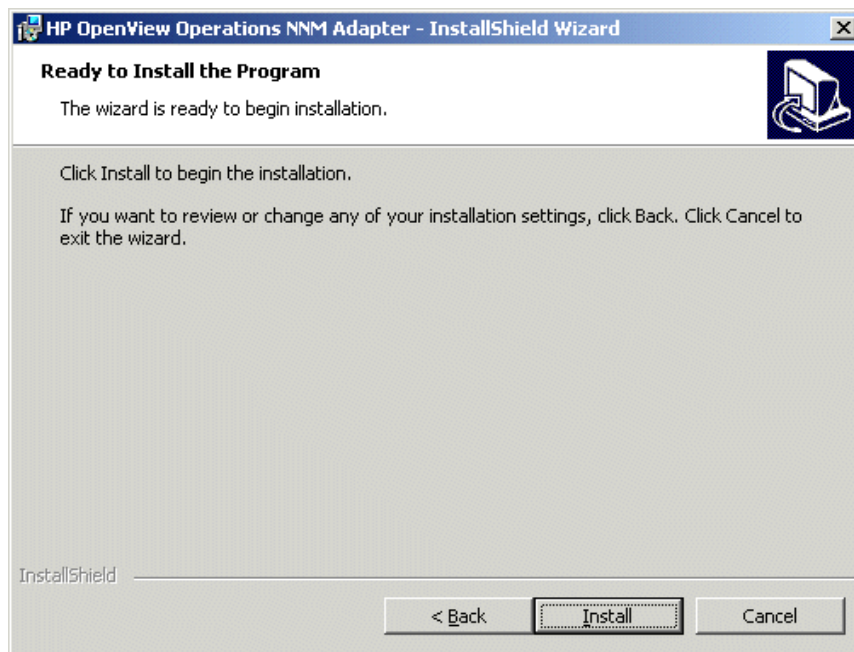 HP OpenView Operations NNM Adapter - InstallShield Wizard
Ready to Install the Program
The wizard is ready to begin installation.
Click Install to begin the installation.
If you want to review or change any of your installation settings, click Back. Click Cancel to
exit the wizard.
InstallShield
< Back
Install
Cancel